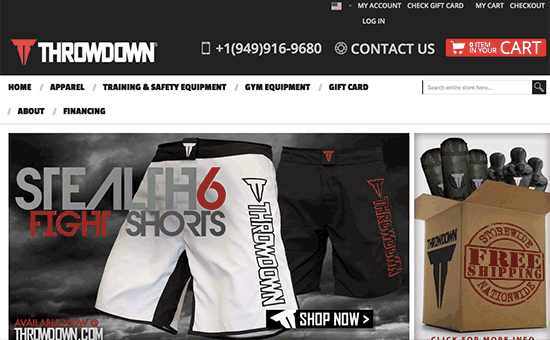 MY ACCOUNT CHECK GIFT CARD MY CART CHECKOUT
LOG IN
THROWDOWN®
+1(949)916-9680
CONTACT US
0 ITEM IN YOUR CART
HOME / APPAREL / TRAINING & SAFETY EQUIPMENT / GYM EQUIPMENT / GIFT CARD
Search entire store here...
/ ABOUT / FINANCING
STEALTH6
FIGHT SHORTS
THROWDOWN
THROWDOWN
AVAILABLE NOW @
THROWDOWN.COM
SHOP NOW >
THROWDOWN
STOREWIDE
FREE
SHIPPING
NATIONWIDE
CLICK FOR MORE INFO